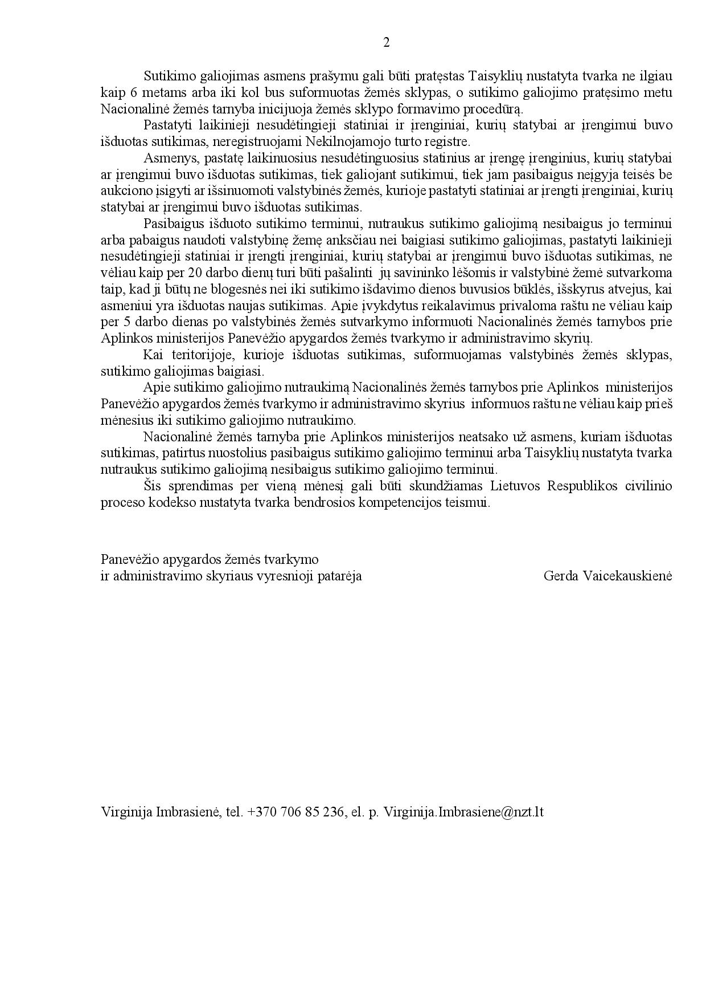 2
Sutikimo galiojimas asmens prašymu gali būti pratęstas Taisyklių nustatyta tvarka ne ilgiau
kaip 6 metams arba iki kol bus suformuotas žemės sklypas, o sutikimo galiojimo pratęsimo metu
Nacionalinė žemės tarnyba inicijuoja žemės sklypo formavimo procedūrą.
Pastatyti laikinieji nesudėtingieji statiniai ir įrenginiai, kurių statybai ar įrengimui buvo
išduotas sutikimas, neregistruojami Nekilnojamojo turto registre.
Asmenys, pastatę laikinuosius nesudėtinguosius statinius ar įrengę įrenginius, kurių statybai
ar įrengimui buvo išduotas sutikimas, tiek galiojant sutikimui, tiek jam pasibaigus neįgyja teisės be
aukciono įsigyti ar išsinuomoti valstybinės žemės, kurioje pastatyti statiniai ar įrengti įrenginiai, kurių
statybai ar įrengimui buvo išduotas sutikimas.
Pasibaigus išduoto sutikimo terminui, nutraukus sutikimo galiojimą nesibaigus jo terminui
arba pabaigus naudoti valstybinę žemę anksčiau nei baigiasi sutikimo galiojimas, pastatyti laikinieji
nesudėtingieji statiniai ir įrengti įrenginiai, kurių statybai ar įrengimui buvo išduotas sutikimas, ne
vėliau kaip per 20 darbo dienų turi būti pašalinti jų savininko lėšomis ir valstybinė žemė sutvarkoma
taip, kad ji būtų ne blogesnės nei iki sutikimo išdavimo dienos buvusios būklės, išskyrus atvejus, kai
asmeniui yra išduotas naujas sutikimas. Apie įvykdytus reikalavimus privaloma raštu ne vėliau kaip
per 5 darbo dienas po valstybinės žemės sutvarkymo informuoti Nacionalinės žemės tarnybos prie
Aplinkos ministerijos Panevėžio apygardos žemės tvarkymo ir administravimo skyrių.
Kai teritorijoje, kurioje išduotas sutikimas, suformuojamas valstybinės žemės sklypas,
sutikimo galiojimas baigiasi.
Apie sutikimo galiojimo nutraukimą Nacionalinės žemės tarnybos prie Aplinkos ministerijos
Panevėžio apygardos žemės tvarkymo ir administravimo skyrius informuos raštu ne vėliau kaip prieš
mėnesius iki sutikimo galiojimo nutraukimo.
Nacionalinė žemės tarnyba prie Aplinkos ministerijos neatsako už asmens, kuriam išduotas
sutikimas, patirtus nuostolius pasibaigus sutikimo galiojimo terminui arba Taisyklių nustatyta tvarka
nutraukus sutikimo galiojimą nesibaigus sutikimo galiojimo terminui.
Šis sprendimas per vieną mėnesį gali būti skundžiamas Lietuvos Respublikos civilinio
proceso kodekso nustatyta tvarka bendrosios kompetencijos teismui.
Panevėžio apygardos žemės tvarkymo
ir administravimo skyriaus vyresnioji patarėja Gerda Vaicekauskienė
Virginija Imbrasienė, tel. +370 706 85 236, el. p. Virginija.Imbrasiene@nzt.lt